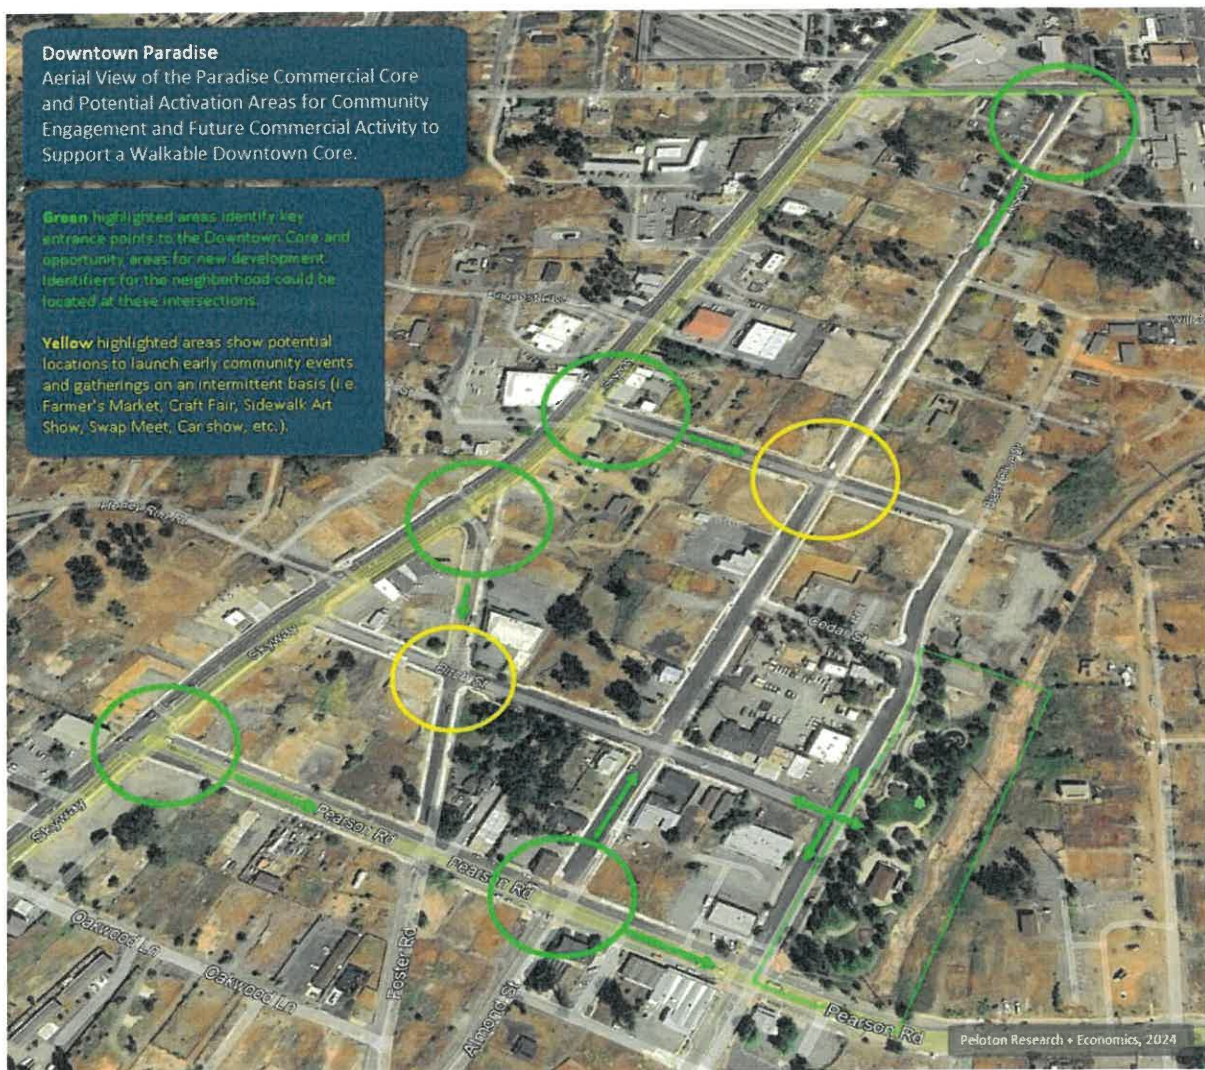 Downtown Paradise
Aerial View of the Paradise Commercial Core
and Potential Activation Areas for Community
Engagement and Future Commercial Activity to
Support a Walkable Downtown Core.
Green highlighted areas identify key
entrance points to the Downtown Core and
opportunity areas for new development.
Identifiers for the neighborhood could be
located at these intersections.
Yellow highlighted areas show potential
locations to launch early community events
and gatherings on an intermittent basis (i.e.
Farmer's Market, Craft Fair, Sidewalk Art
Show, Swap Meet, Car show, etc.).
Skyway
Cedar St
Birch St
Skyway
Pearson Rd
Pearson Rd
Oakwood Ln
Oakwood Ln
Foster Rd
Almond St
Pearson Rd
Black Olive Dr
Peloton Research + Economics, 2024